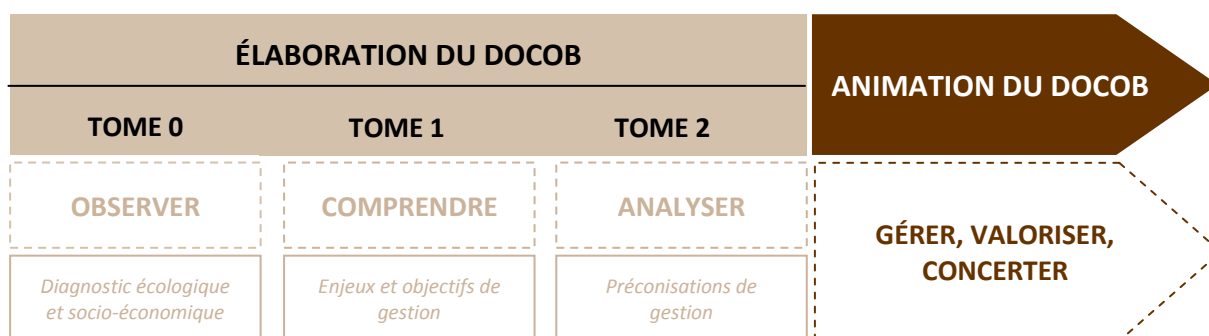 ÉLABORATION DU DOCOB
ANIMATION DU DOCOB
TOME 0
TOME 1
TOME 2
OBSERVER
COMPRENDRE
ANALYSER
GÉRER, VALORISER,
CONCERTER
Diagnostic écologique
et socio-économique
Enjeux et objectifs de
gestion
Préconisations de
gestion